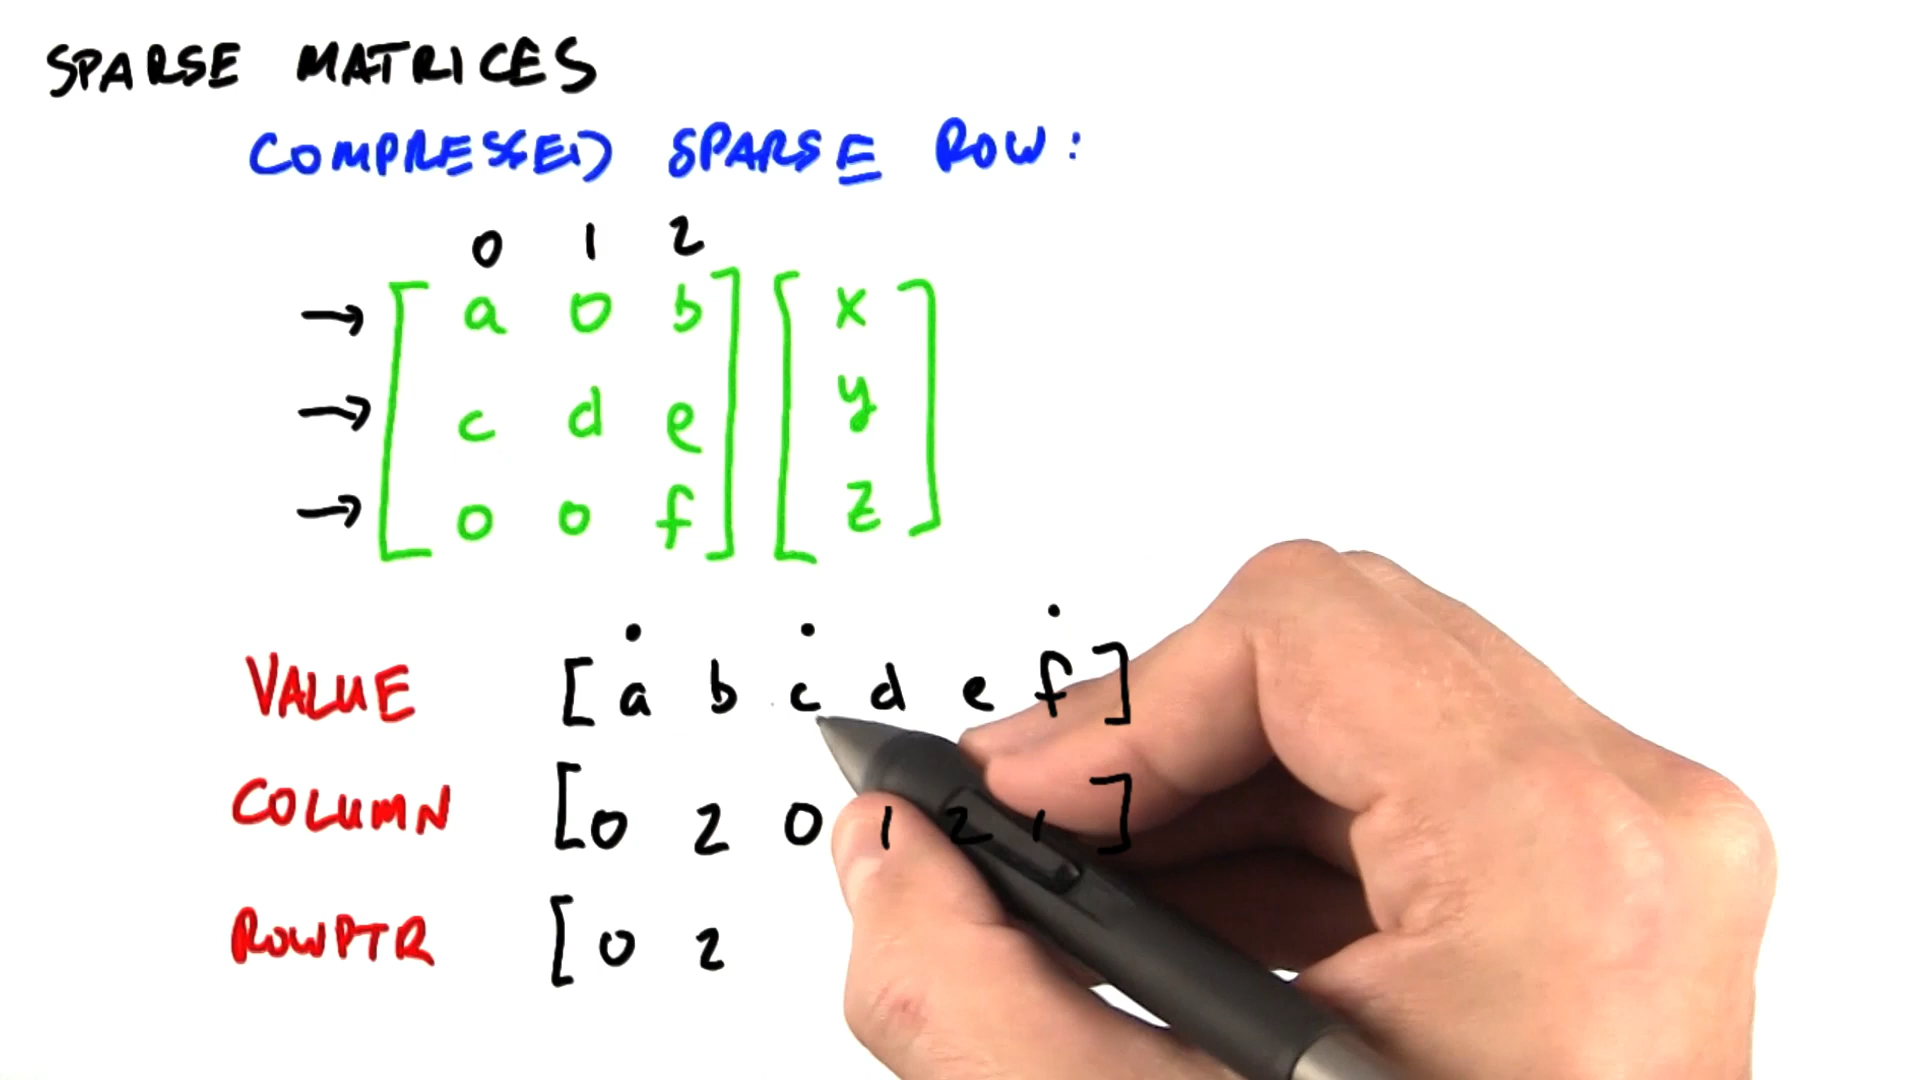 SPARSE MATRICES
COMPRESSED SPARSE ROW:
0 1 2
→ [ a 0 b ] [ x ]
→ [ c d e ] [ y ]
→ [ 0 0 f ] [ z ]
VALUE [ a b c d e f ]
COLUMN [ 0 2 0 1 2 1 ]
ROWPTR [ 0 2